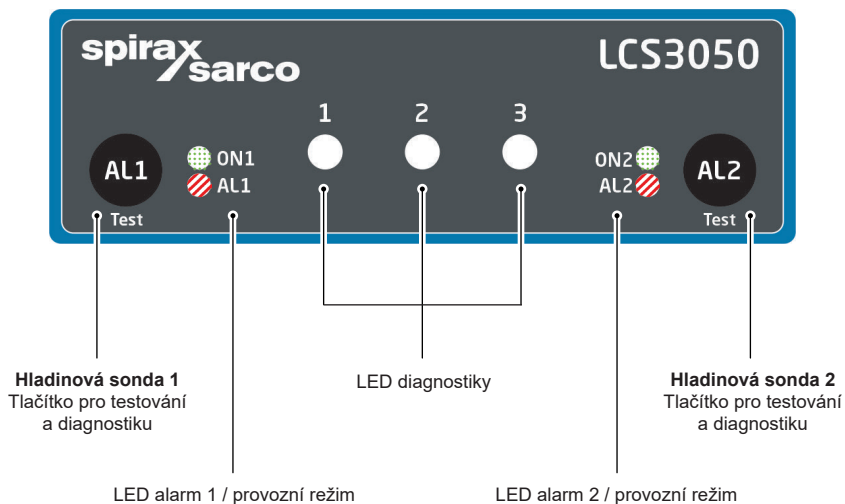 spirax
sarco
LCS3050
1 2 3
AL1
ON1
AL1
Test
ON2
AL2
AL2
Test
Hladinová sonda 1
Tlačítko pro testování
a diagnostiku
LED diagnostiky
Hladinová sonda 2
Tlačítko pro testování
a diagnostiku
LED alarm 1 / provozní režim
LED alarm 2 / provozní režim